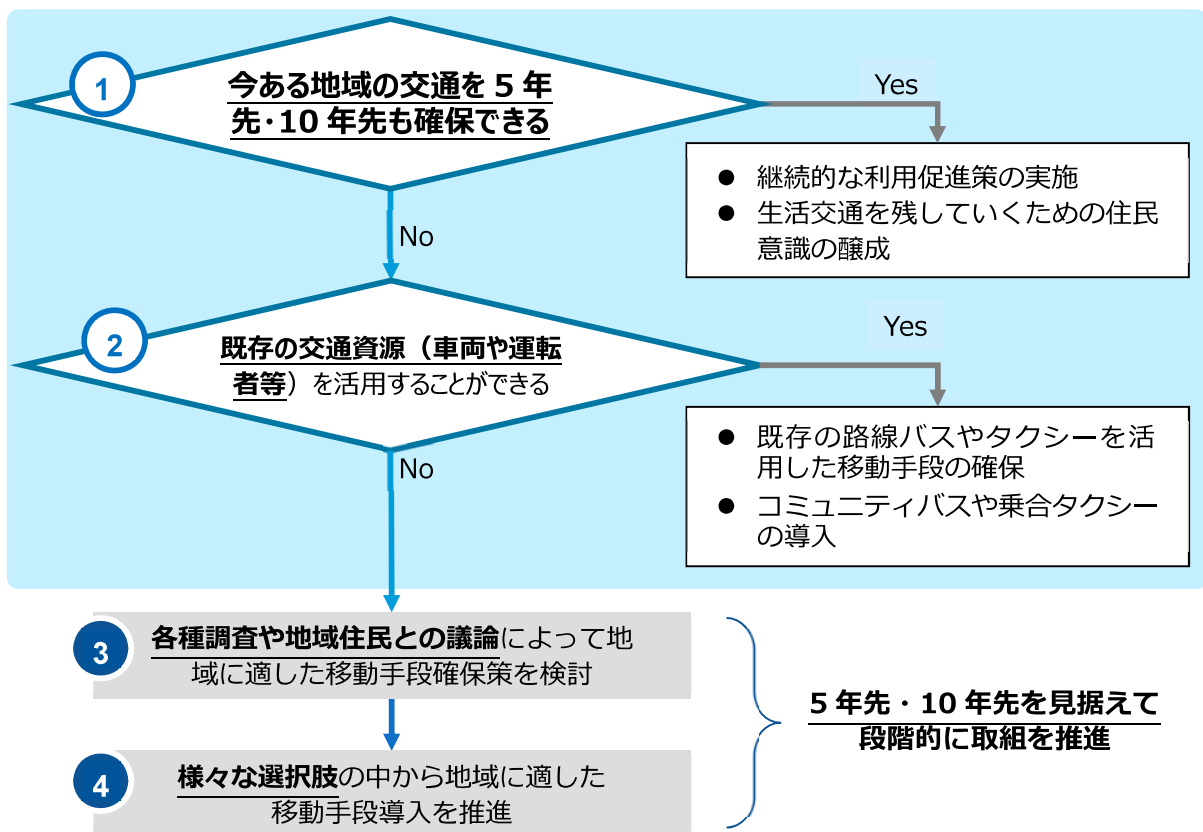 1
今ある地域の交通を 5 年
先・10 年先も確保できる
Yes
● 継続的な利用促進策の実施
● 生活交通を残していくための住民
意識の醸成
No
2
既存の交通資源（車両や運転
者等）を活用することができる
Yes
● 既存の路線バスやタクシーを活
用した移動手段の確保
● コミュニティバスや乗合タクシー
の導入
No
3
各種調査や地域住民との議論によって地
域に適した移動手段確保策を検討
4
様々な選択肢の中から地域に適した
移動手段導入を推進
5 年先・10 年先を見据えて
段階的に取組を推進